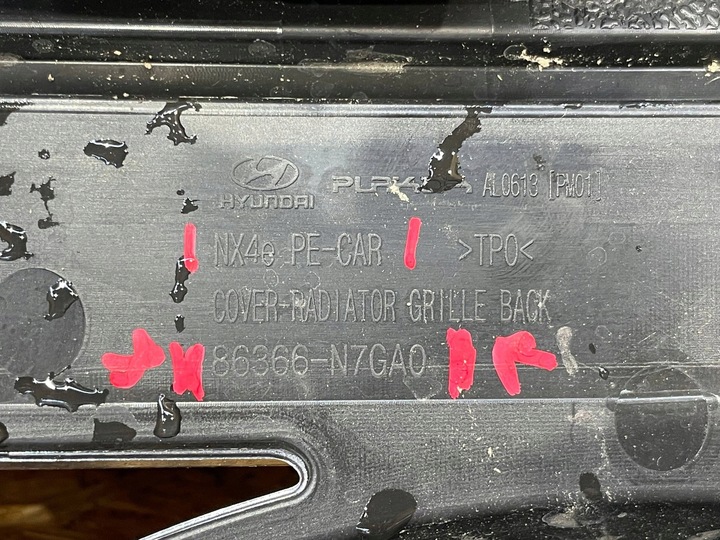 HYUNDAI AL0613 [PM01]
NX4e PE-CAR >TPO<
COVER-RADIATOR GRILLE BACK
86366-N7GA0